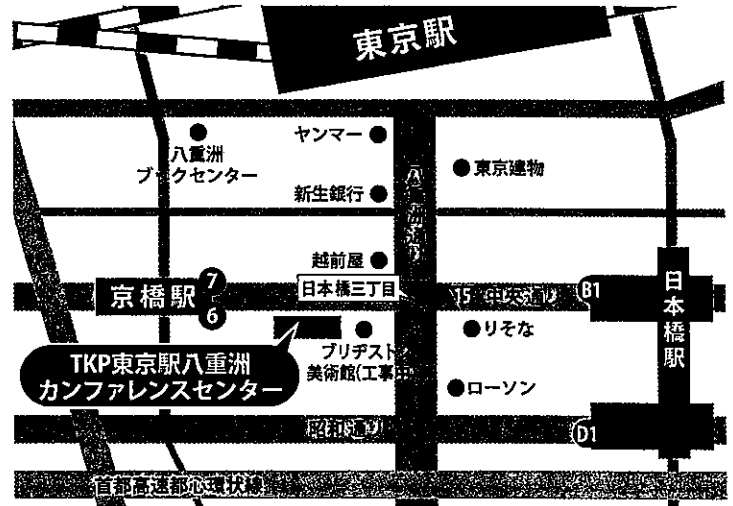 東京駅
ヤンマー
八重洲
ブックセンター
東京建物
新生銀行
八重洲通り
越前屋
日本橋三丁目
京橋駅
7
6
15 中央通り
B1
日本橋駅
りそな
ブリヂスト
美術館(工事中
TKP東京駅八重洲
カンファレンスセンター
ローソン
昭和通り
D1
首都高速都心環状線